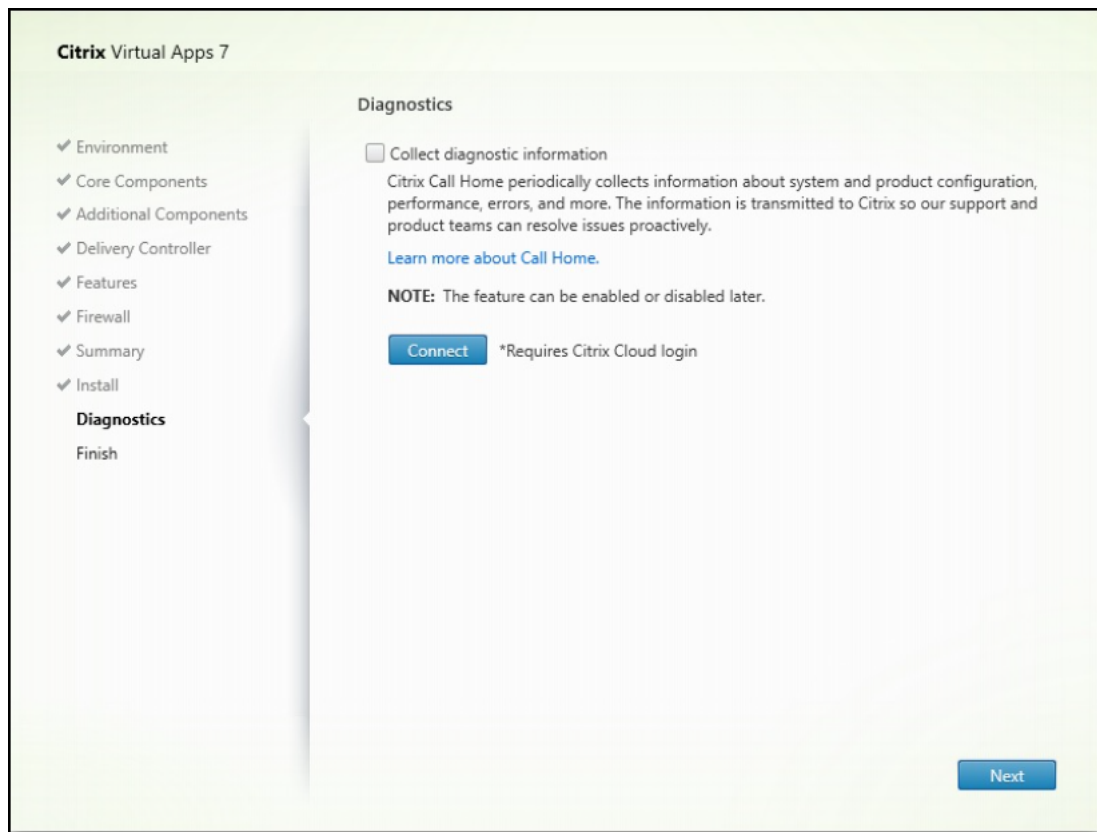 Citrix Virtual Apps 7
Environment
Core Components
Additional Components
Delivery Controller
Features
Firewall
Summary
Install
Diagnostics
Finish
Diagnostics
Collect diagnostic information
Citrix Call Home periodically collects information about system and product configuration,
performance, errors, and more. The information is transmitted to Citrix so our support and
product teams can resolve issues proactively.
Learn more about Call Home.
NOTE: The feature can be enabled or disabled later.
Connect *Requires Citrix Cloud login
Next